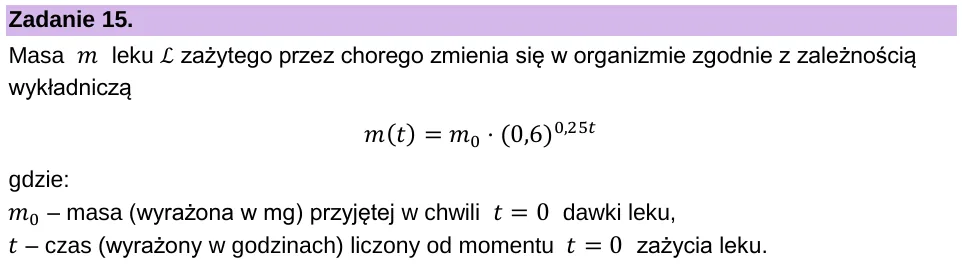 Zadanie 15.
Masa m leku ℒ zażytego przez chorego zmienia się w organizmie zgodnie z zależnością
wykładniczą
m(t) = m₀ · (0,6)^{0,25t}
gdzie:
m₀ – masa (wyrażona w mg) przyjętej w chwili t = 0 dawki leku,
t – czas (wyrażony w godzinach) liczony od momentu t = 0 zażycia leku.